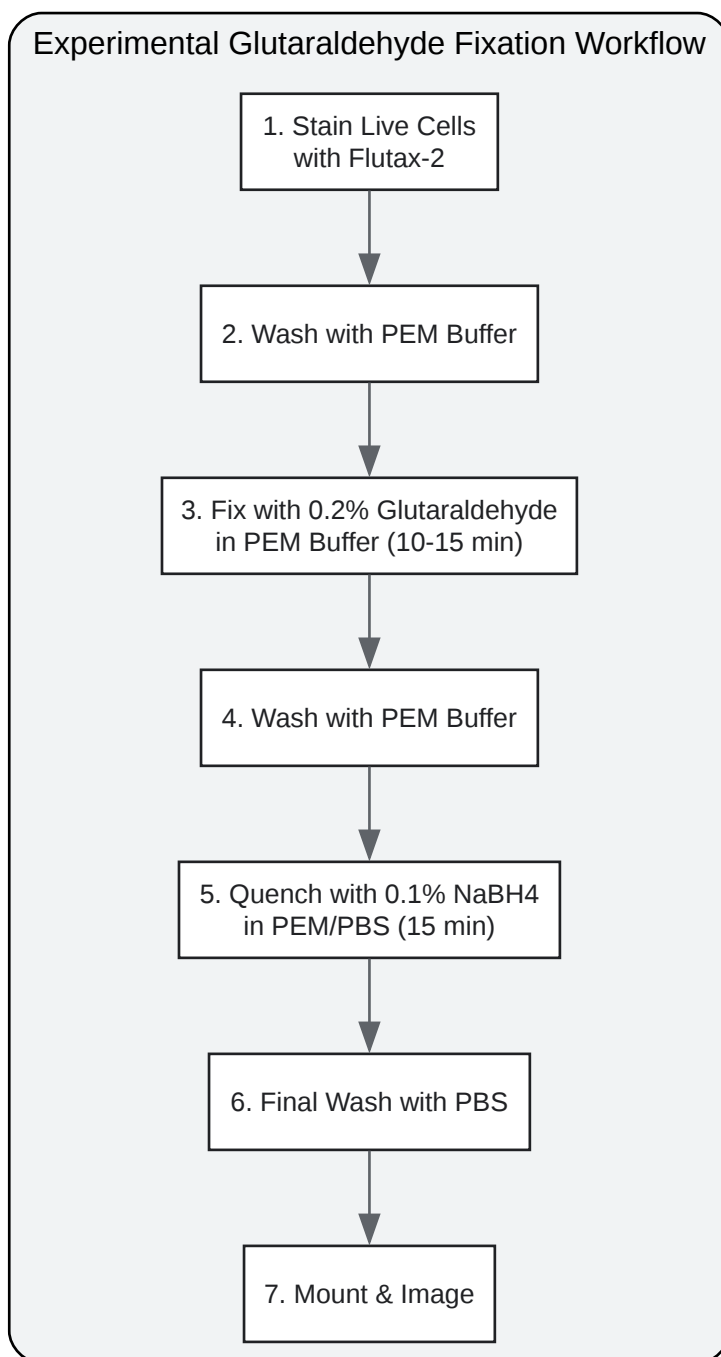 Experimental Glutaraldehyde Fixation Workflow
1. Stain Live Cells
with Flutax-2
2. Wash with PEM Buffer
3. Fix with 0.2% Glutaraldehyde
in PEM Buffer (10-15 min)
4. Wash with PEM Buffer
5. Quench with 0.1% NaBH4
in PEM/PBS (15 min)
6. Final Wash with PBS
7. Mount & Image